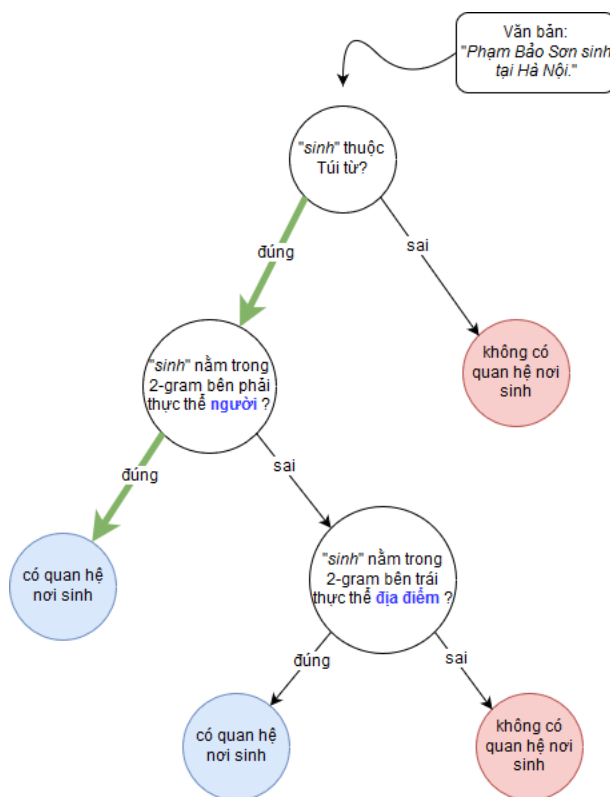 Văn bản:
"Phạm Bảo Sơn sinh
tại Hà Nội."
"sinh" thuộc
Túi từ?
đúng
sai
"sinh" nằm trong
2-gram bên phải
thực thể người ?
không có
quan hệ nơi
sinh
đúng
sai
có quan hệ
nơi sinh
"sinh" nằm trong
2-gram bên trái
thực thể địa điểm ?
đúng
sai
có quan hệ
nơi sinh
không có
quan hệ nơi
sinh